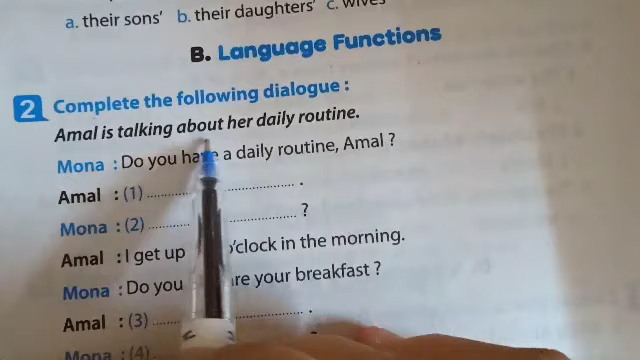 a. their sons' b. their daughters' c. wives
B. Language Functions
2 Complete the following dialogue :
Amal is talking about her daily routine.
Mona : Do you have a daily routine, Amal ?
Amal : (1) .................... .
Mona : (2) .................... ?
Amal : I get up o'clock in the morning.
Mona : Do you your breakfast ?
Amal : (3) .................... .
Mona : (4)